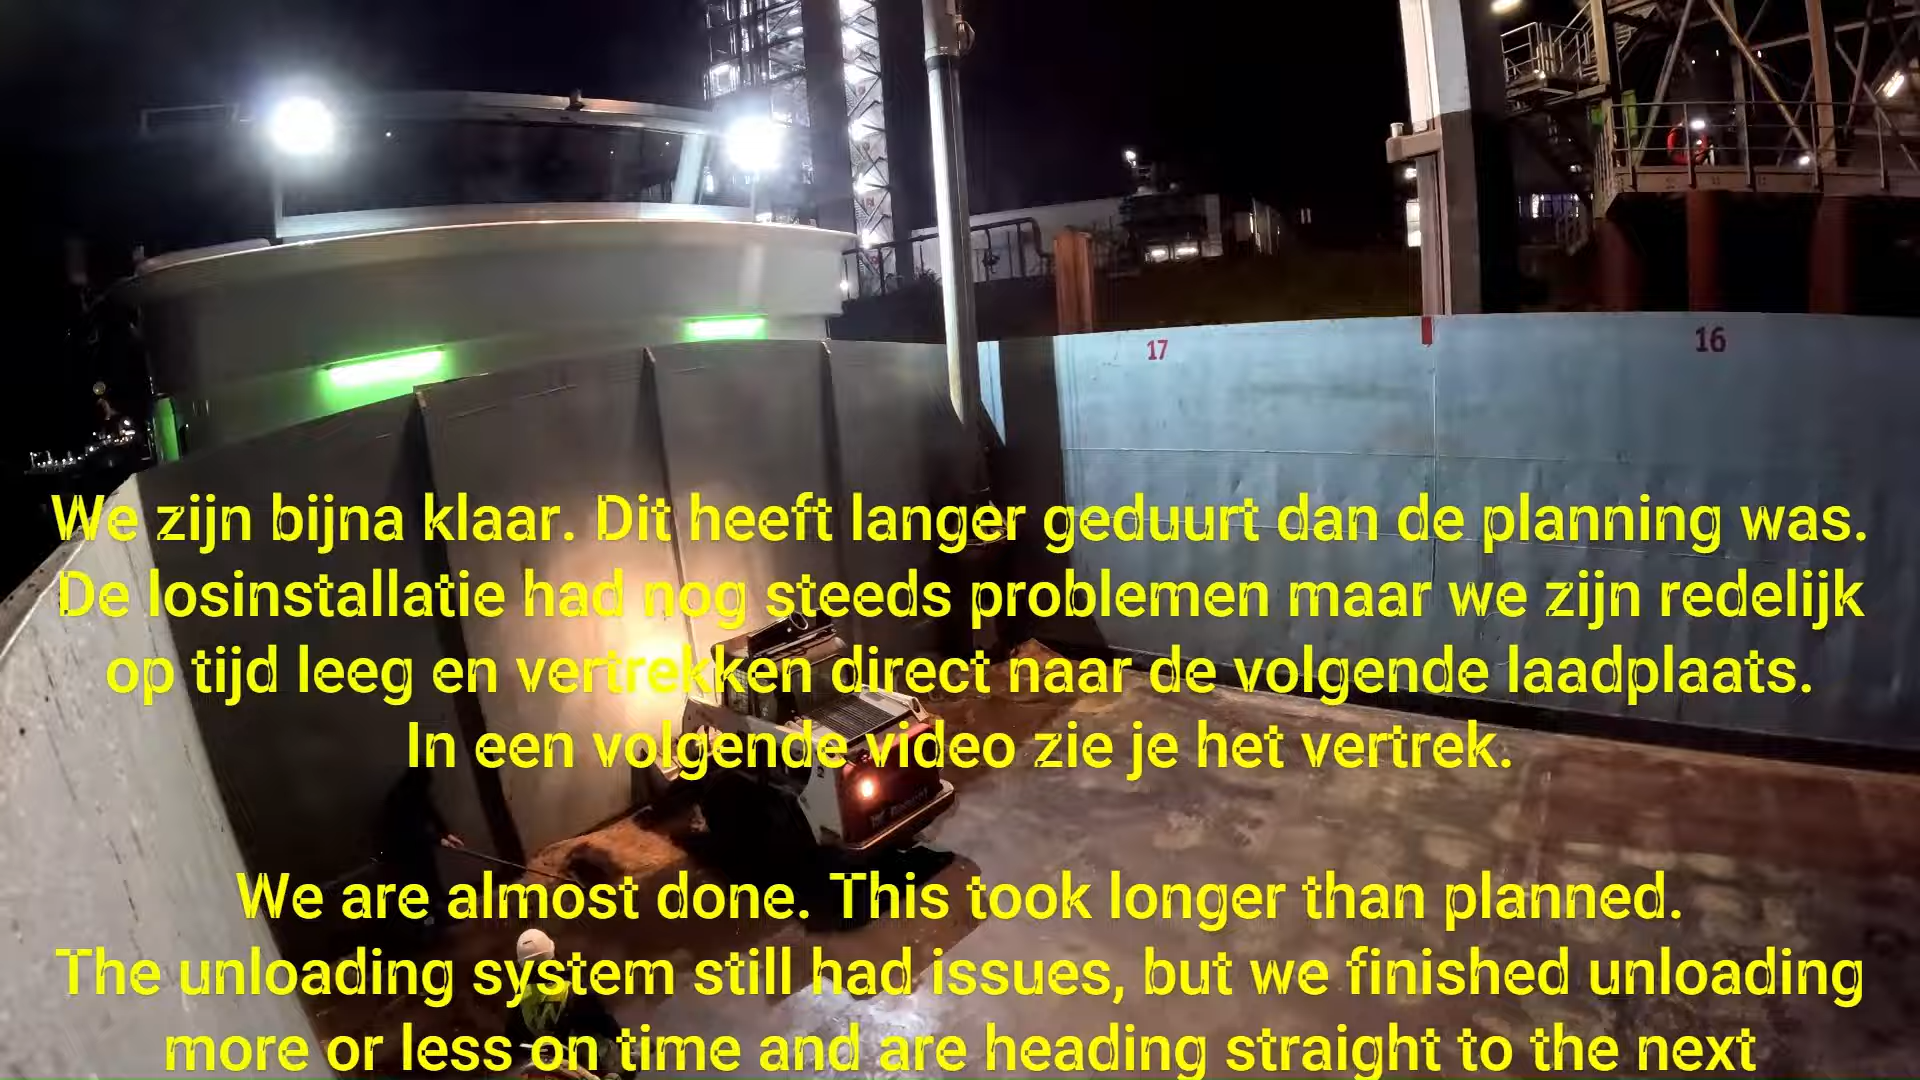 17
16
We zijn bijna klaar. Dit heeft langer geduurt dan de planning was.
De losinstallatie had nog steeds problemen maar we zijn redelijk
op tijd leeg en vertrekken direct naar de volgende laadplaats.
In een volgende video zie je het vertrek.
We are almost done. This took longer than planned.
The unloading system still had issues, but we finished unloading
more or less on time and are heading straight to the next